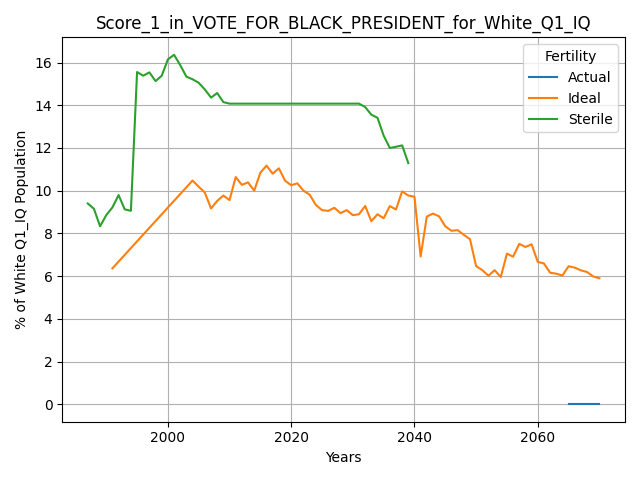 Score_1_in_VOTE_FOR_BLACK_PRESIDENT_for_White_Q1_IQ
Fertility
Actual
Ideal
Sterile
% of White Q1_IQ Population
16
14
12
10
8
6
4
2
0
2000 2020 2040 2060
Years